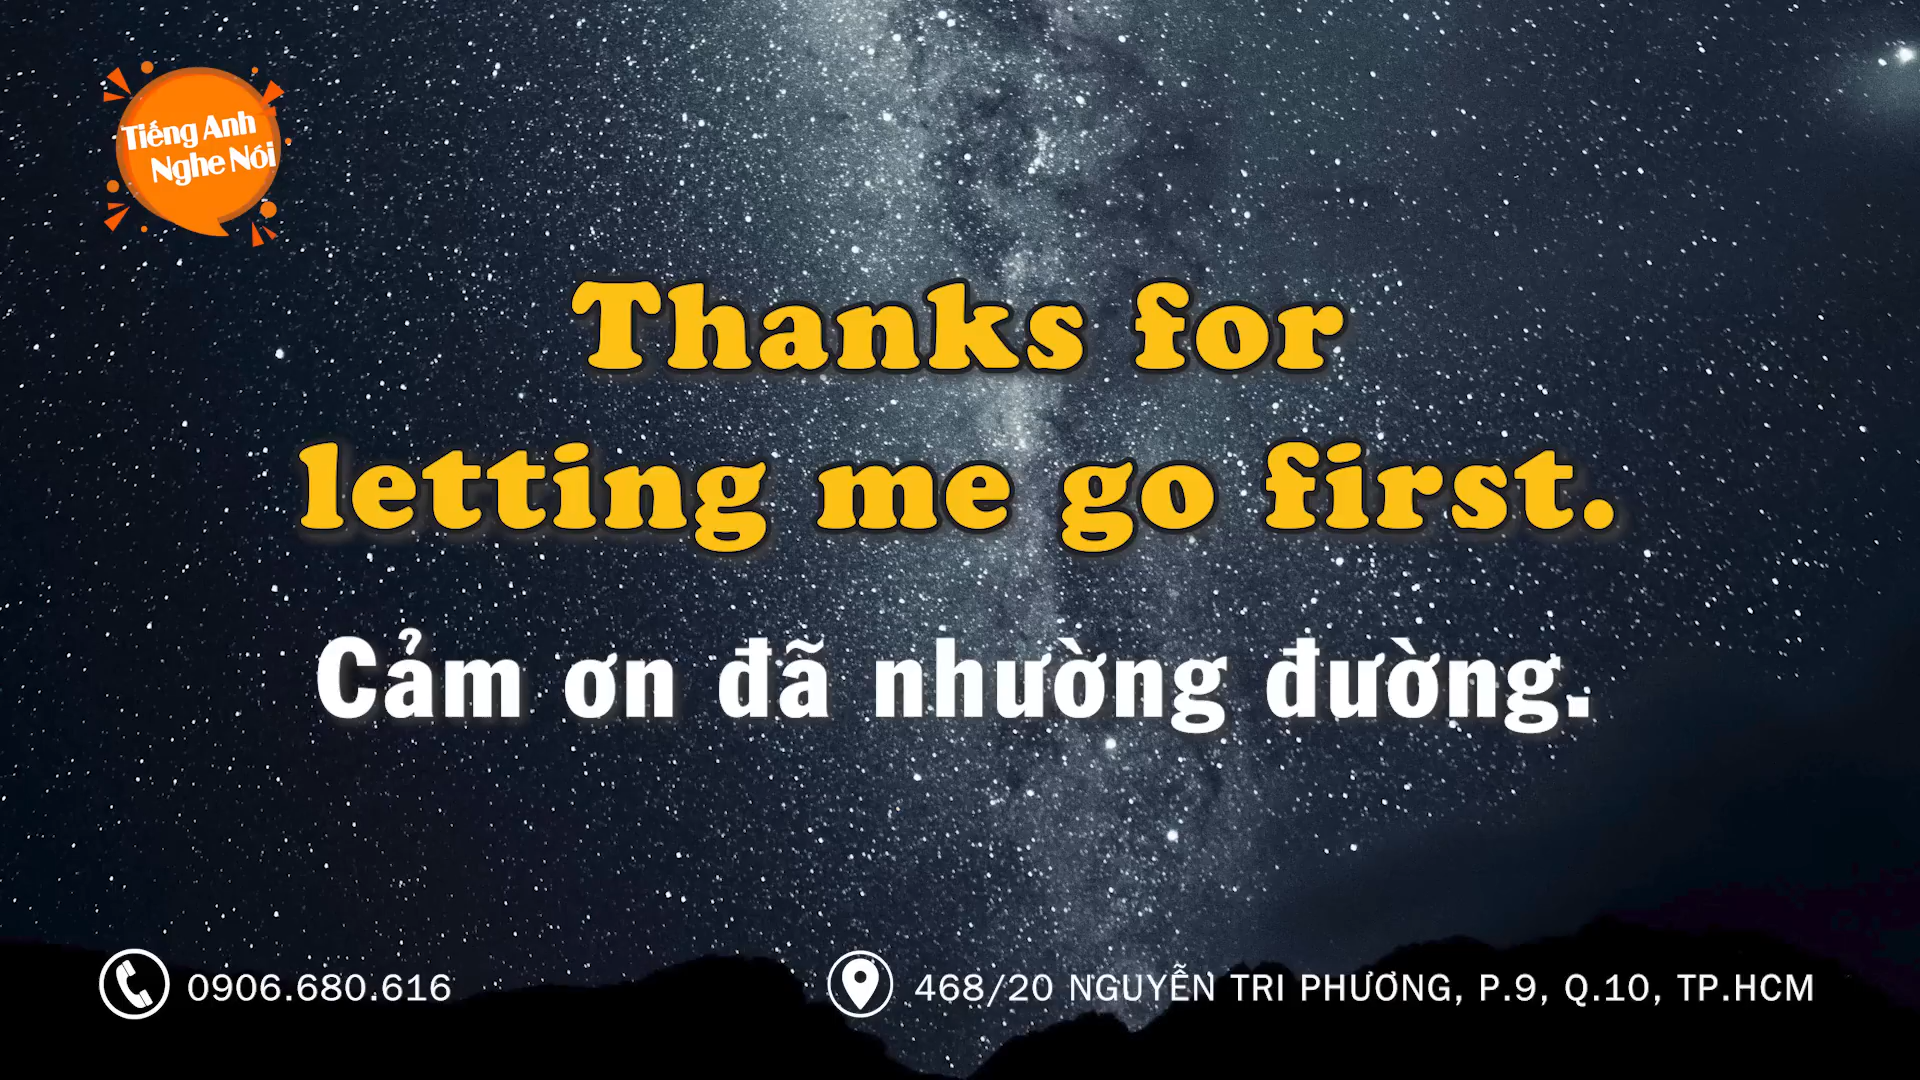 Tiếng Anh
Nghe Nói
Thanks for
letting me go first.
Cảm ơn đã nhường đường.
0906.680.616
468/20 NGUYỄN TRI PHƯƠNG, P.9, Q.10, TP.HCM